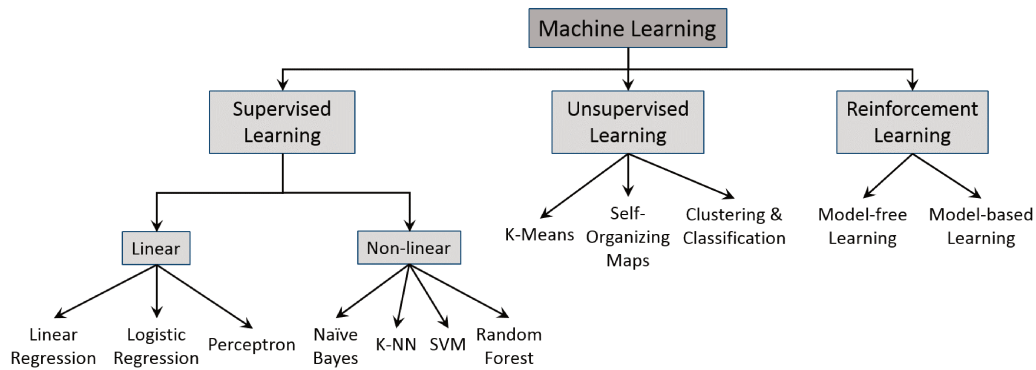 Machine Learning
Supervised
Learning
Unsupervised
Learning
Reinforcement
Learning
K-Means
Self-
Organizing
Maps
Clustering &
Classification
Model-free
Learning
Model-based
Learning
Linear
Non-linear
Linear
Regression
Logistic
Regression
Perceptron
Naïve
Bayes
K-NN
SVM
Random
Forest